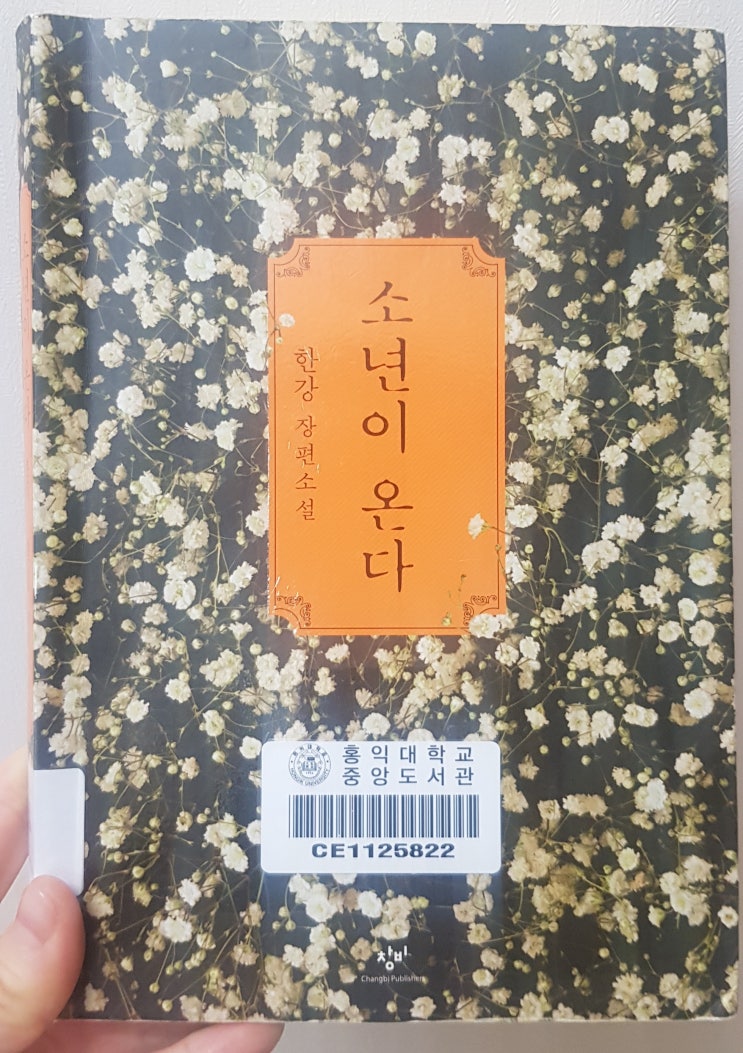 소년이 온다
한강 장편소설
홍익대학교
중앙도서관
CE1125822
창비
Changbi Publishers